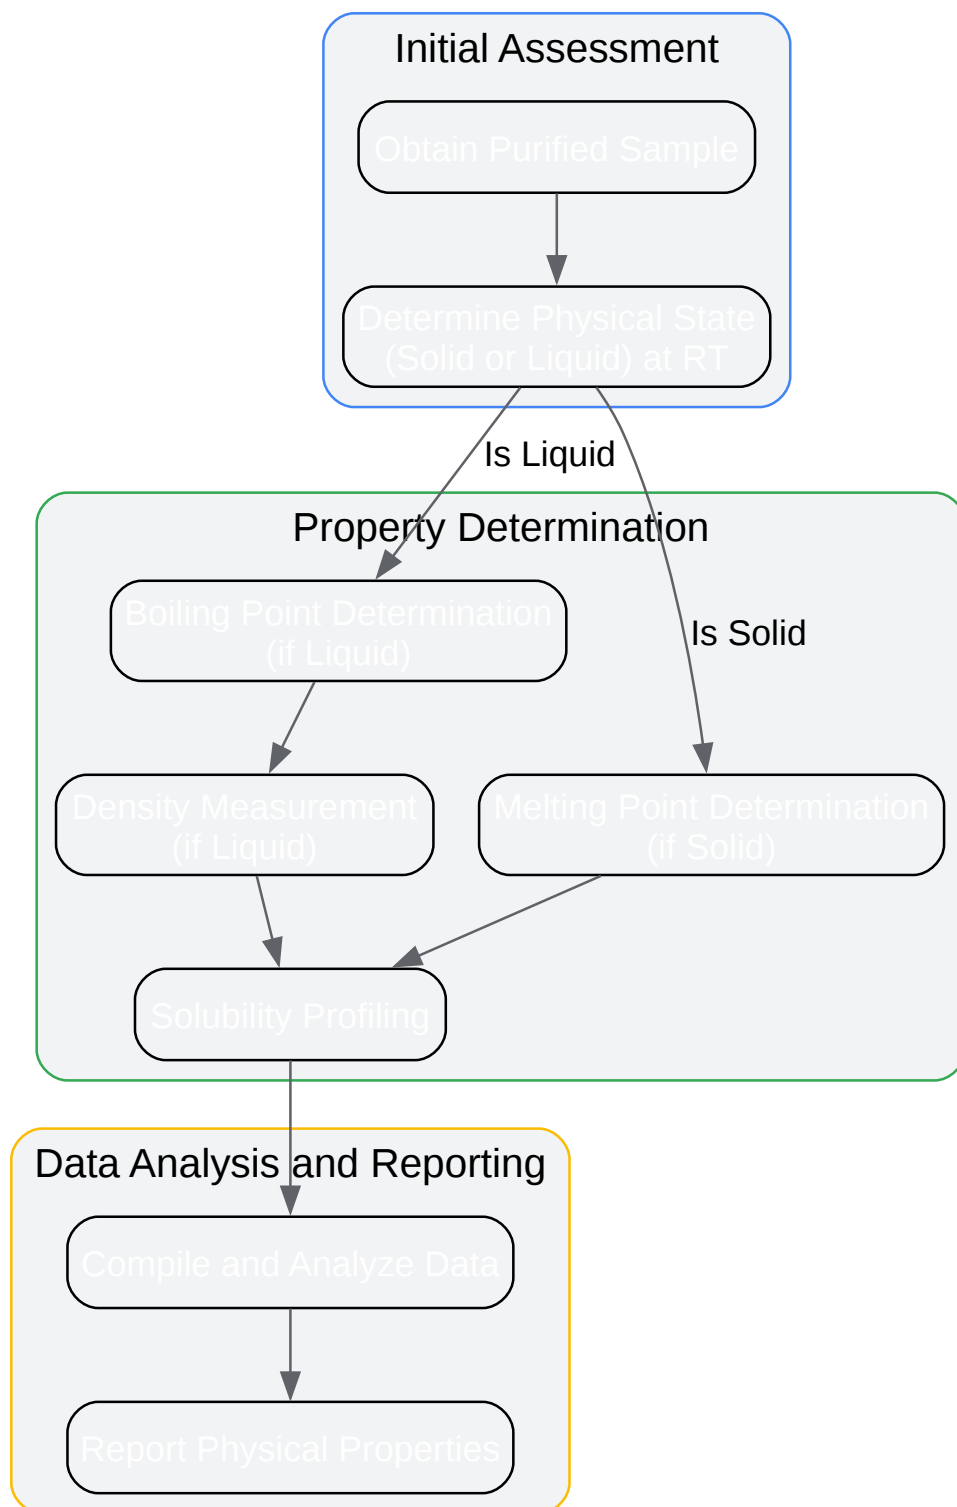 Initial Assessment
Obtain Purified Sample
Determine Physical State
(Solid or Liquid) at RT
Is Liquid
Property Determination
Boiling Point Determination
(if Liquid)
Is Solid
Density Measurement
(if Liquid)
Melting Point Determination
(if Solid)
Solubility Profiling
Data Analysis and Reporting
Compile and Analyze Data
Report Physical Properties